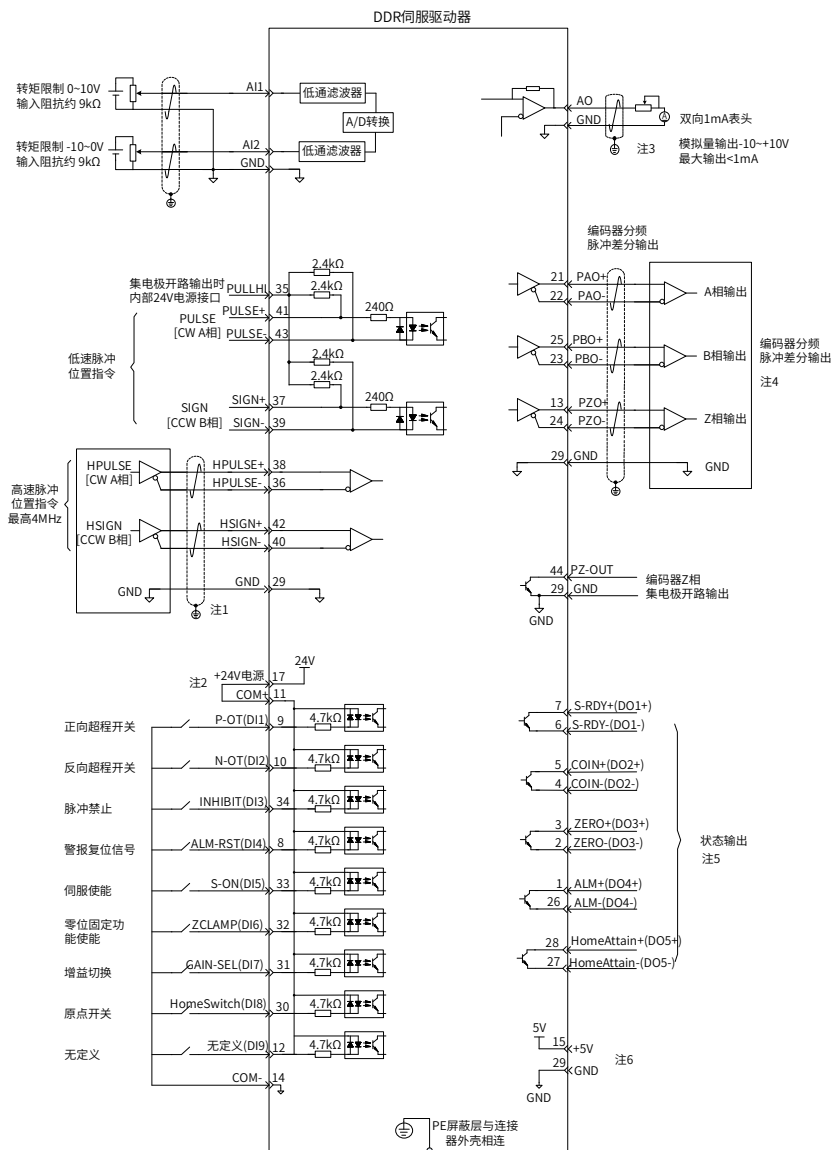 DDR伺服驱动器
转矩限制 0~10V
输入阻抗约 9kΩ
AI1
低通滤波器
A/D转换
转矩限制 -10~0V
输入阻抗约 9kΩ
AI2
低通滤波器
GND
AO
GND
A
双向1mA表头
注3
模拟量输出-10~+10V
最大输出<1mA
集电极开路输出时
内部24V电源接口
PULLHI
35
2.4kΩ
2.4kΩ
PULSE
[CW A相]
PULSE+
41
240Ω
PULSE-
43
低速脉冲
位置指令
2.4kΩ
2.4kΩ
SIGN
[CCW B相]
SIGN+
37
240Ω
SIGN-
39
高速脉冲
位置指令
最高4MHz
HPULSE
[CW A相]
HPULSE+
38
HPULSE-
36
HSIGN
[CCW B相]
HSIGN+
42
HSIGN-
40
GND
GND
29
注1
编码器分频
脉冲差分输出
21
PAO+
22
PAO-
A相输出
25
PBO+
23
PBO-
B相输出
13
PZO+
24
PZO-
Z相输出
29
GND
GND
编码器分频
脉冲差分输出
注4
44
PZ-OUT
29
GND
GND
编码器Z相
集电极开路输出
注2
+24V电源
17
24V
COM+
11
正向超程开关
P-OT(DI1)
9
4.7kΩ
反向超程开关
N-OT(DI2)
10
4.7kΩ
脉冲禁止
INHIBIT(DI3)
34
4.7kΩ
警报复位信号
ALM-RST(DI4)
8
4.7kΩ
伺服使能
S-ON(DI5)
33
4.7kΩ
零位固定功
能使能
ZCLAMP(DI6)
32
4.7kΩ
增益切换
GAIN-SEL(DI7)
31
4.7kΩ
原点开关
HomeSwitch(DI8)
30
4.7kΩ
无定义
无定义(DI9)
12
4.7kΩ
COM-
14
7
S-RDY+(DO1+)
6
S-RDY-(DO1-)
5
COIN+(DO2+)
4
COIN-(DO2-)
3
ZERO+(DO3+)
2
ZERO-(DO3-)
1
ALM+(DO4+)
26
ALM-(DO4-)
28
HomeAttain+(DO5+)
27
HomeAttain-(DO5-)
状态输出
注5
5V
15
+5V
29
GND
GND
注6
PE屏蔽层与连接
器外壳相连